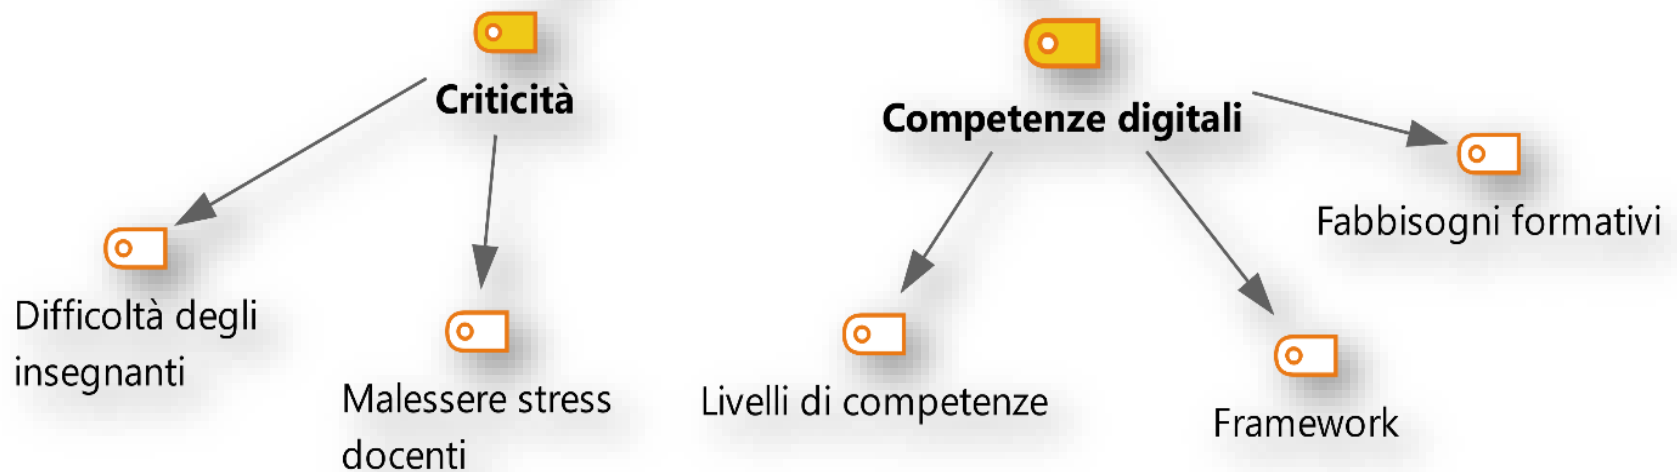 Criticità
Competenze digitali
Fabbisogni formativi
Difficoltà degli
insegnanti
Malessere stress
docenti
Livelli di competenze
Framework